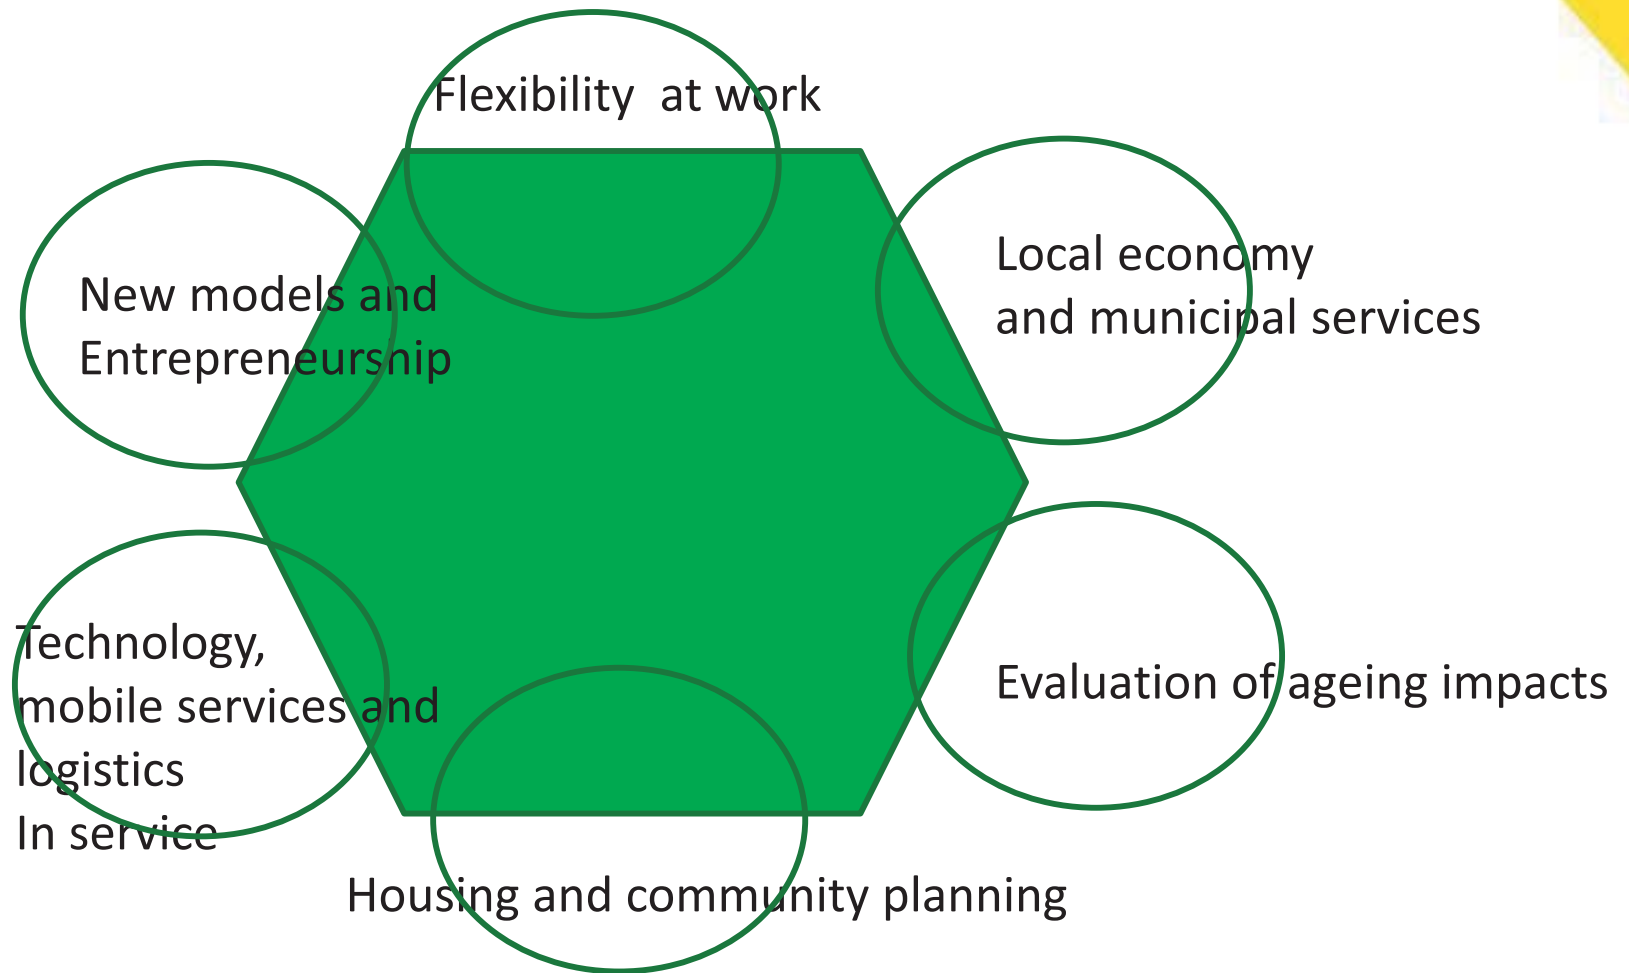 Flexibility  at work
Local economy
and municipal services
New models and
Entrepreneurship
Technology,
mobile services and
logistics
In service
Evaluation of ageing impacts
Housing and community planning